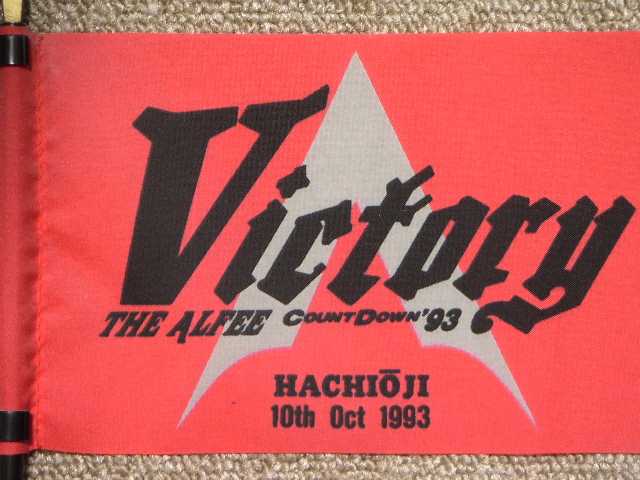 Victory
THE ALFEE COUNTDOWN'93
HACHIŌJI
10th Oct 1993